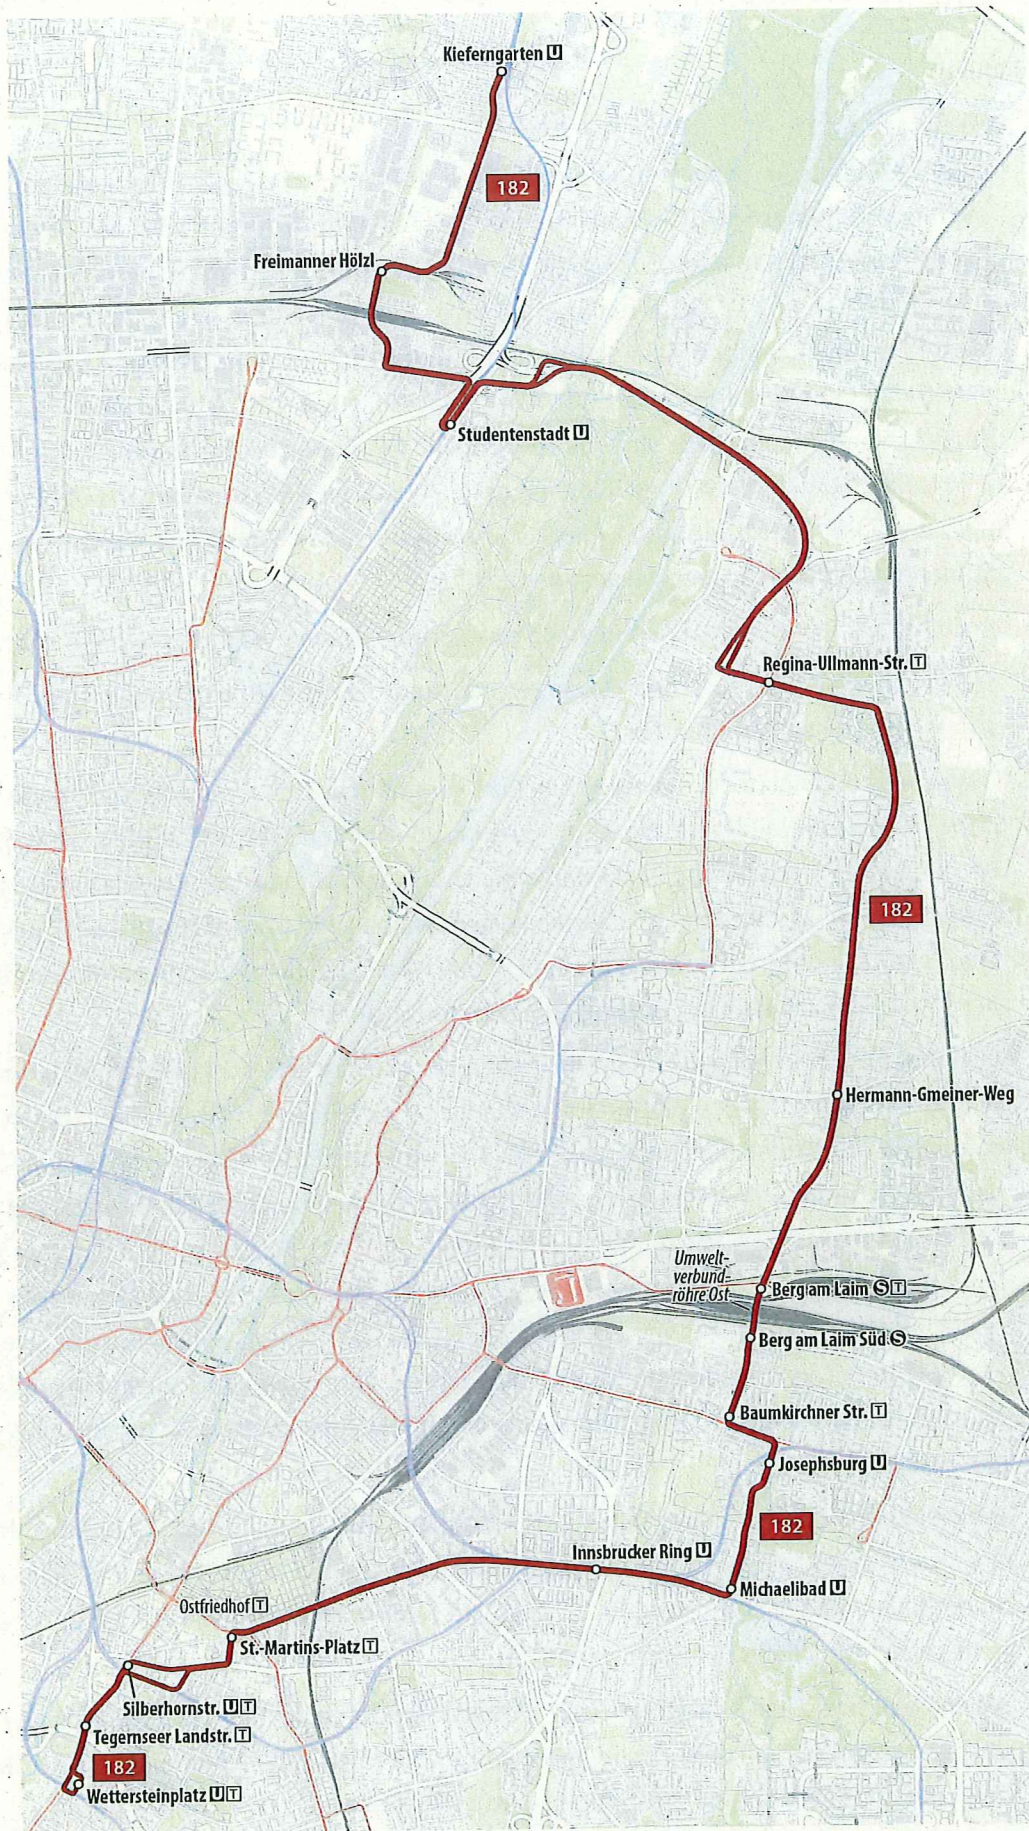 Kieferngarten U
182
Freimanner Hölzl
Studentenstadt U
Regina-Ullmann-Str. T
182
Hermann-Gmeiner-Weg
Umwelt-
verbund-
röhre Ost
Berg am Laim S T
Berg am Laim Süd S
Baumkirchner Str. T
Josephsburg U
182
Innsbrucker Ring U
Michaelibad U
Ostfriedhof T
St.-Martins-Platz T
Silberhornstr. U T
Tegernseer Landstr. T
182
Wettersteinplatz U T